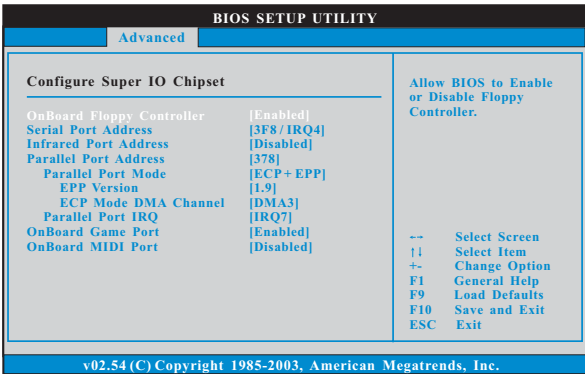 BIOS SETUP UTILITY
Advanced
Configure Super IO Chipset
OnBoard Floppy Controller [Enabled]
Serial Port Address [3F8 / IRQ4]
Infrared Port Address [Disabled]
Parallel Port Address [378]
Parallel Port Mode [ECP + EPP]
EPP Version [1.9]
ECP Mode DMA Channel [DMA3]
Parallel Port IRQ [IRQ7]
OnBoard Game Port [Enabled]
OnBoard MIDI Port [Disabled]
Allow BIOS to Enable
or Disable Floppy
Controller.
←→ Select Screen
↑↓ Select Item
+- Change Option
F1 General Help
F9 Load Defaults
F10 Save and Exit
ESC Exit
v02.54 (C) Copyright 1985-2003, American Megatrends, Inc.